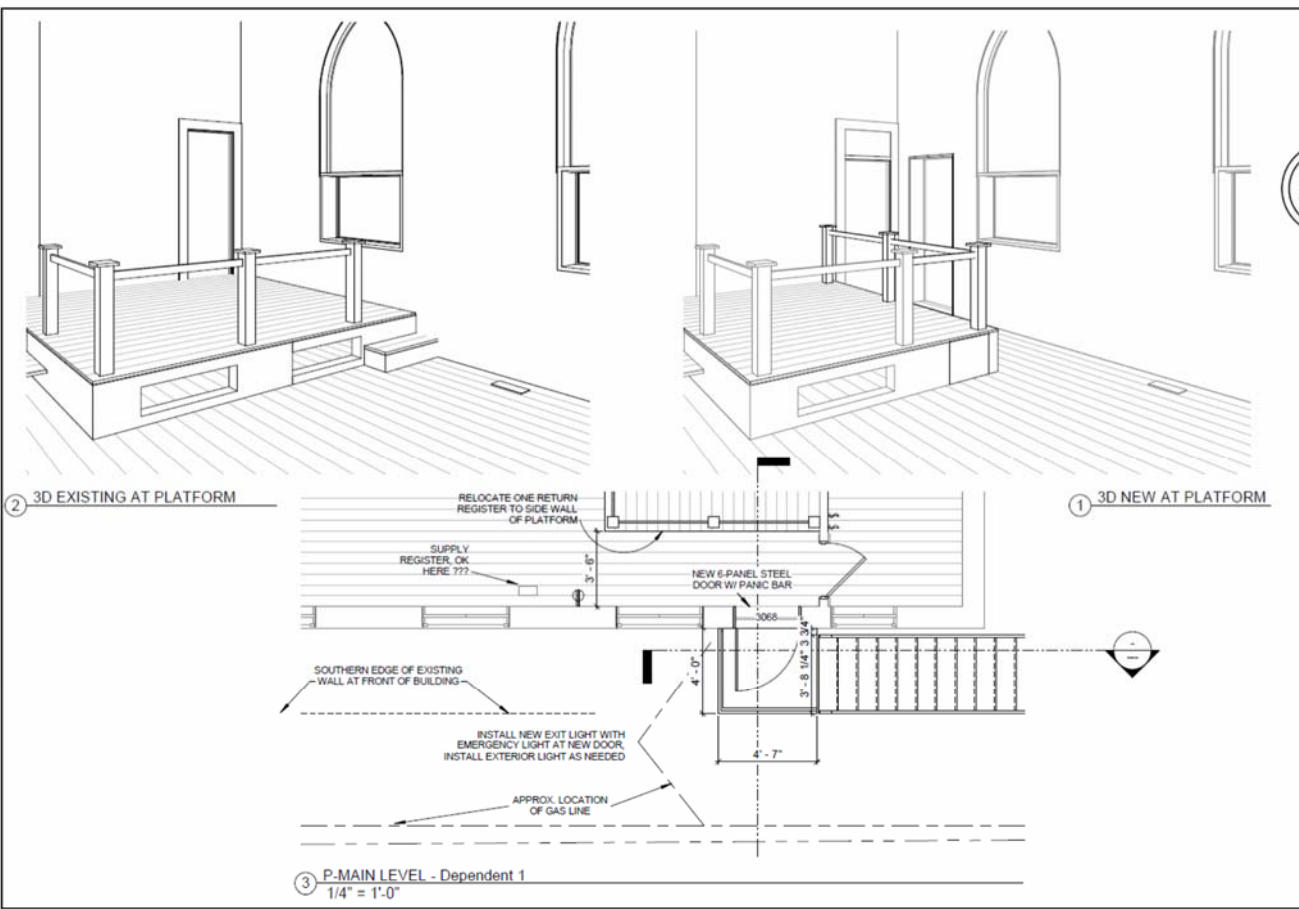 2 3D EXISTING AT PLATFORM
1 3D NEW AT PLATFORM
RELOCATE ONE RETURN
REGISTER TO SIDE WALL
OF PLATFORM
SUPPLY
REGISTER, OK
HERE ???
3' - 6"
NEW 6-PANEL STEEL
DOOR W/ PANIC BAR
3068
3 3/4"
3' - 8 1/4"
4' - 0"
4' - 7"
SOUTHERN EDGE OF EXISTING
WALL AT FRONT OF BUILDING
INSTALL NEW EXIT LIGHT WITH
EMERGENCY LIGHT AT NEW DOOR,
INSTALL EXTERIOR LIGHT AS NEEDED
APPROX. LOCATION
OF GAS LINE
3 P-MAIN LEVEL - Dependent 1
1/4" = 1'-0"